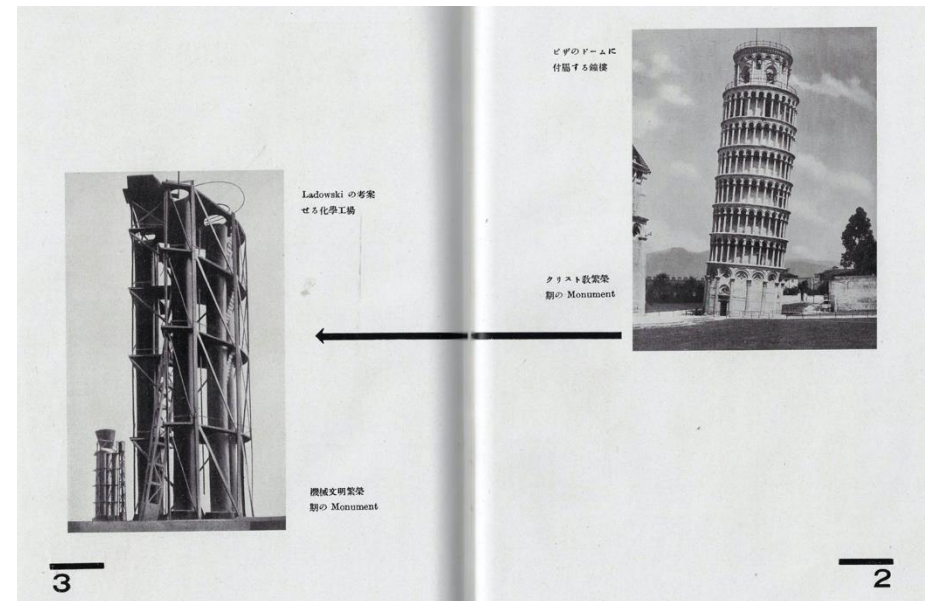 ピザのドームに
付屬する鐘樓
クリスト教繁榮
期の Monument
2
Ladowski の考案
せる化學工場
機械文明繁榮
期の Monument
3